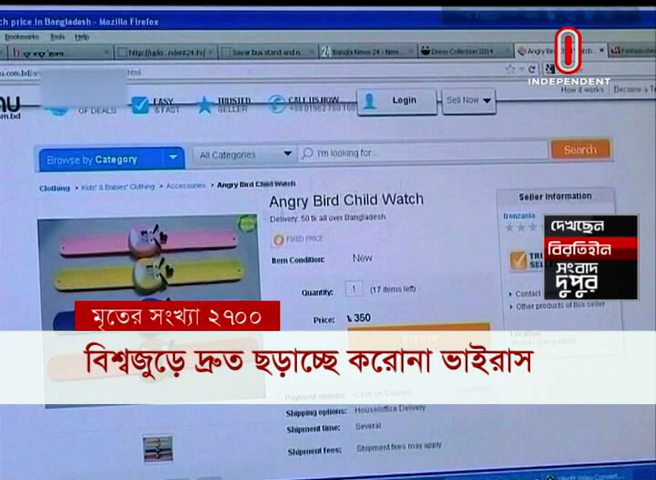 ch price in Bangladesh - Mozilla Firefox
Bookmarks Tools Help
Savar bus stand and n...
24 Bangla News 24 - New...
Dress Collection 2014
INDEPENDENT
How it works
OF DEALS
EASY & FAST
TRUSTED SELLER
CALL US NOW
Login
Sell Now
Browse by Category
All Categories
I'm looking for...
Search
Clothing > Kids' & Babies' Clothing > Accessories > Angry Bird Child Watch
Angry Bird Child Watch
Delivery: 50 tk all over Bangladesh
FIXED PRICE
Item Condition: New
Quantity: 1 (17 items left)
Price: ৳ 350
Seller Information
দেখছেন
বিরতিহীন
সংবাদ
দুপুর
Contact
Other products of this seller
মৃতের সংখ্যা ২৭০০
বিশ্বজুড়ে দ্রুত ছড়াচ্ছে করোনা ভাইরাস
Shipping options: Home/office Delivery
Shipment time: Several
Shipment fees: Shipment fees may apply